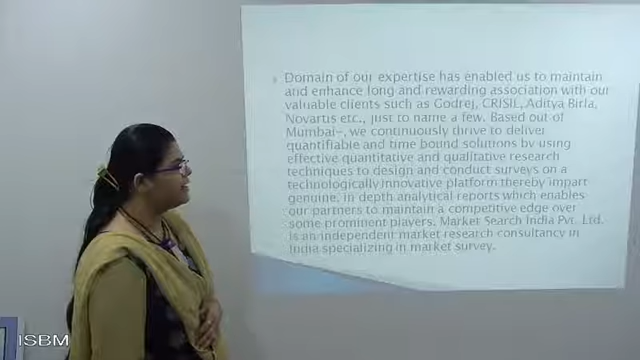 Domain of our expertise has enabled us to maintain
and enhance long and rewarding association with our
valuable clients such as Godrej, CRISIL, Aditya Birla,
Novartis etc., just to name a few. Based out of
Mumbai-, we continuously thrive to deliver
quantifiable and time bound solutions by using
effective quantitative and qualitative research
techniques to design and conduct surveys on a
technologically innovative platform thereby impart
genuine, in depth analytical reports which enables
our partners to maintain a competitive edge over
some prominent players. Market Search India Pvt. Ltd.
is an independent market research consultancy in
India specializing in market survey.
ISBM